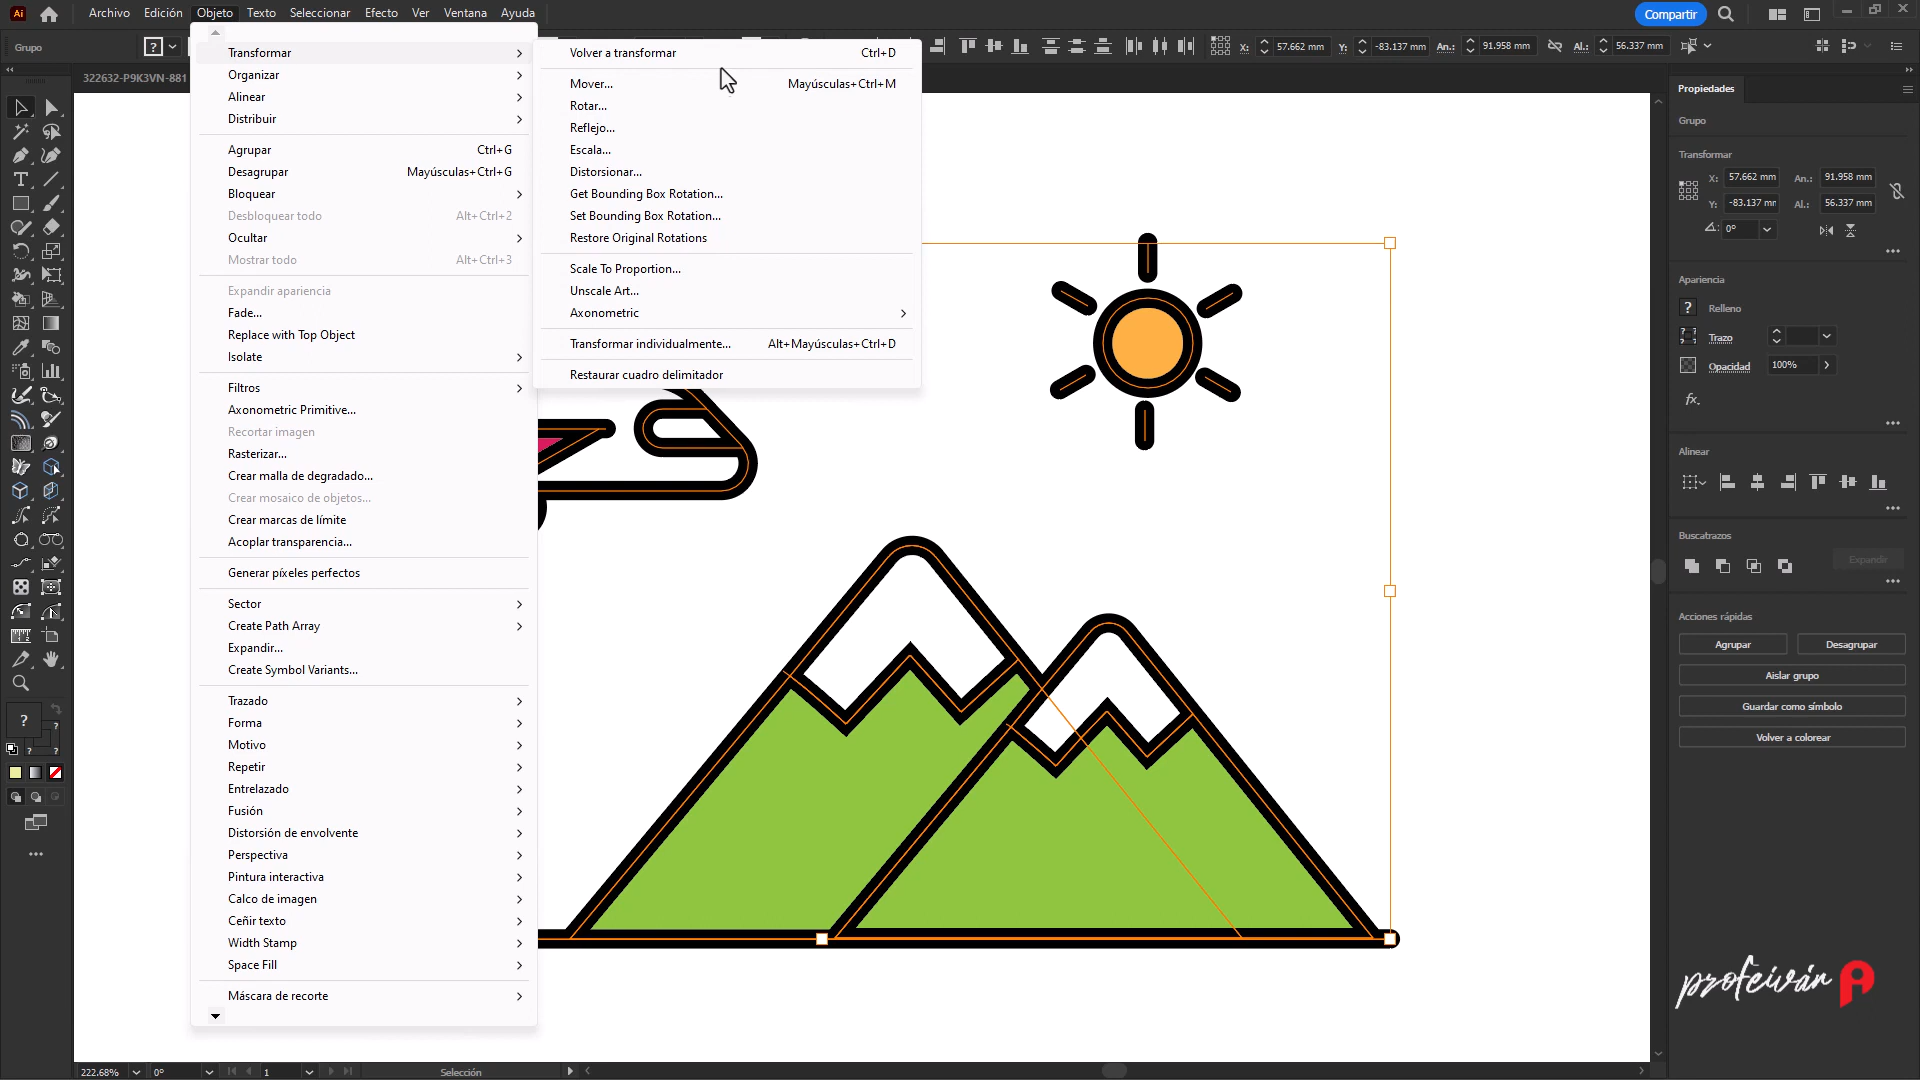 Ai
Archivo
Edición
Objeto
Texto
Seleccionar
Efecto
Ver
Ventana
Ayuda
Compartir
Grupo
?
X: 57.662 mm
Y: -83.137 mm
An.: 91.958 mm
Al.: 56.337 mm
322632-P9K3VN-881
Transformar
Organizar
Alinear
Distribuir
Agrupar Ctrl+G
Desagrupar Mayúsculas+Ctrl+G
Bloquear
Desbloquear todo Alt+Ctrl+2
Ocultar
Mostrar todo Alt+Ctrl+3
Expandir apariencia
Fade...
Replace with Top Object
Isolate
Filtros
Axonometric Primitive...
Recortar imagen
Rasterizar...
Crear malla de degradado...
Crear mosaico de objetos...
Crear marcas de límite
Acoplar transparencia...
Generar píxeles perfectos
Sector
Create Path Array
Expandir...
Create Symbol Variants...
Trazado
Forma
Motivo
Repetir
Entrelazado
Fusión
Distorsión de envolvente
Perspectiva
Pintura interactiva
Calco de imagen
Ceñir texto
Width Stamp
Space Fill
Máscara de recorte
Volver a transformar Ctrl+D
Mover... Mayúsculas+Ctrl+M
Rotar...
Reflejo...
Escala...
Distorsionar...
Get Bounding Box Rotation...
Set Bounding Box Rotation...
Restore Original Rotations
Scale To Proportion...
Unscale Art...
Axonometric
Transformar individualmente... Alt+Mayúsculas+Ctrl+D
Restaurar cuadro delimitador
Propiedades
Grupo
Transformar
X: 57.662 mm An.: 91.958 mm
Y: -83.137 mm Al.: 56.337 mm
0°
Apariencia
? Relleno
Trazo
Opacidad 100%
fx.
Alinear
Buscatrazos
Expandir
Acciones rápidas
Agrupar Desagrupar
Aislar grupo
Guardar como símbolo
Volver a colorear
profeiván
222.68% 0° 1 Selección